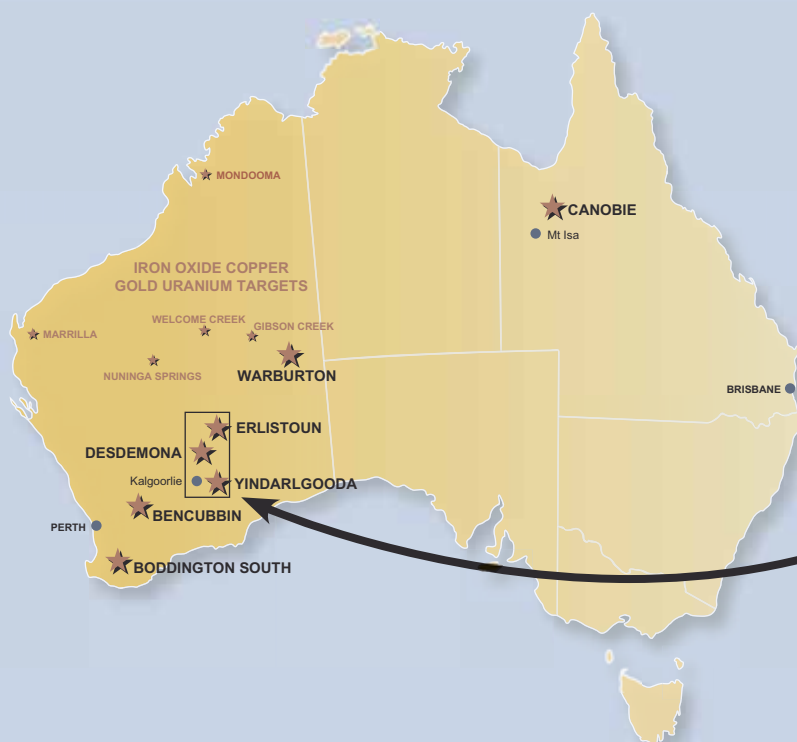 MONDOOMA
CANOBIE
Mt Isa
IRON OXIDE COPPER
GOLD URANIUM TARGETS
WELCOME CREEK
GIBSON CREEK
MARRILLA
NUNINGA SPRINGS
WARBURTON
BRISBANE
ERLISTOUN
DESDEMONA
Kalgoorlie
YINDARLGOODA
BENCUBBIN
PERTH
BODDINGTON SOUTH